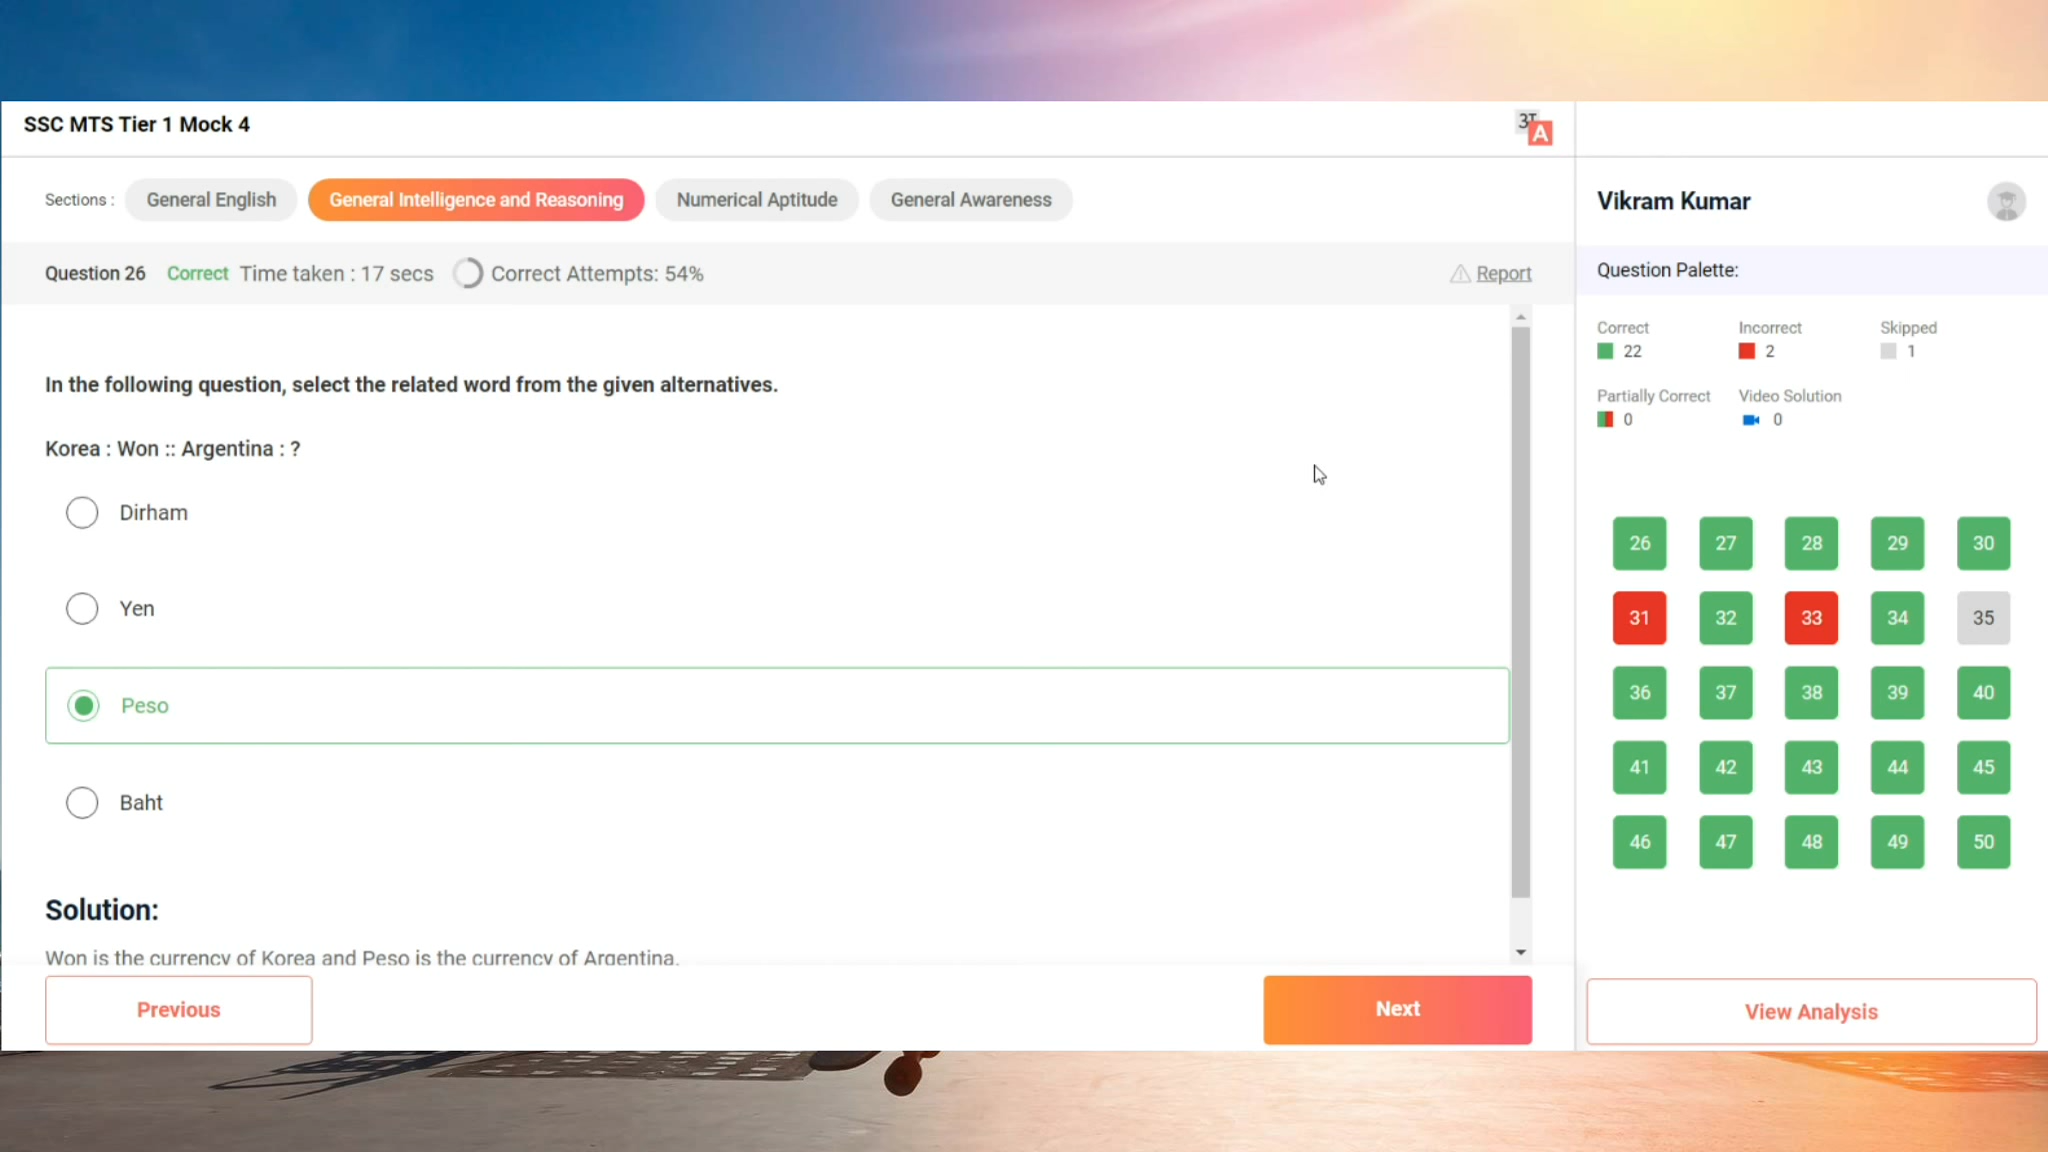 SSC MTS Tier 1 Mock 4
A
Sections : General English General Intelligence and Reasoning Numerical Aptitude General Awareness
Question 26 Correct Time taken : 17 secs Correct Attempts: 54% Report
In the following question, select the related word from the given alternatives.
Korea : Won :: Argentina : ?
Dirham
Yen
Peso
Baht
Solution:
Won is the currency of Korea and Peso is the currency of Argentina.
Previous Next
Vikram Kumar
Question Palette:
Correct Incorrect Skipped
22 2 1
Partially Correct Video Solution
0 0
26 27 28 29 30
31 32 33 34 35
36 37 38 39 40
41 42 43 44 45
46 47 48 49 50
View Analysis